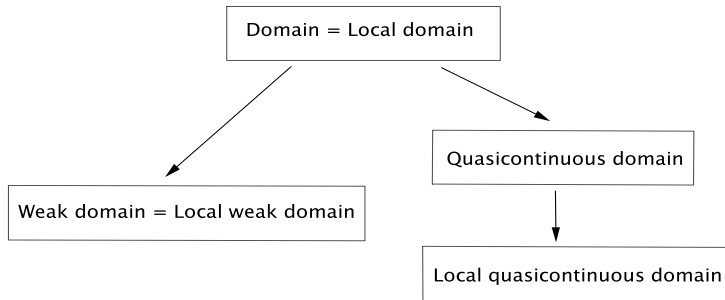 Domain = Local domain
Quasicontinuous domain
Weak domain = Local weak domain
Local quasicontinuous domain